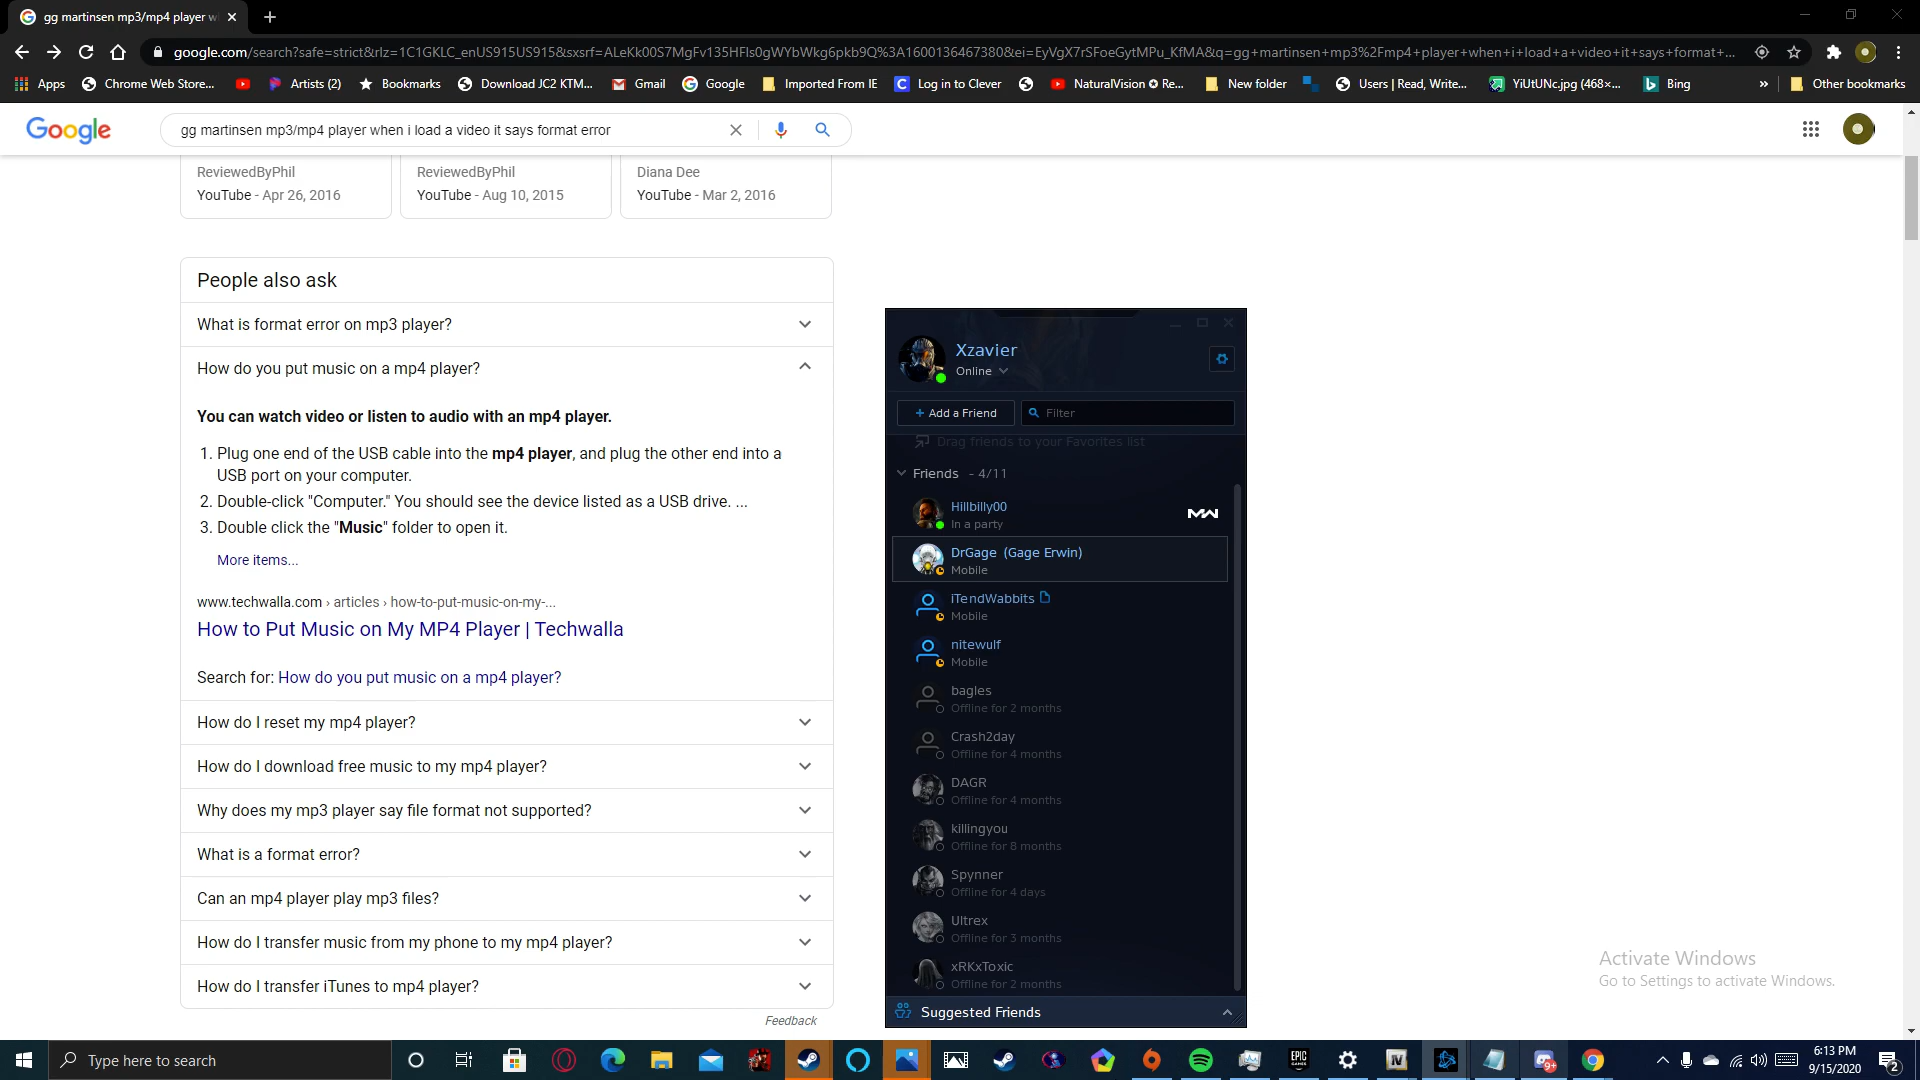 gg martinsen mp3/mp4 player w
google.com/search?safe=strict&rlz=1C1GKLC_enUS915US915&sxsrf=ALeKk00S7MgFv135HFIs0gWYbWkg6pkb9Q%3A1600136467380&ei=EyVgX7rSFoeGytMPu_KfMA&q=gg+martinsen+mp3%2Fmp4+player+when+i+load+a+video+it+says+format+...
Apps
Chrome Web Store...
Artists (2)
Bookmarks
Download JC2 KTM...
Gmail
Google
Imported From IE
Log in to Clever
NaturalVision ✪ Re...
New folder
Users | Read, Write...
YiUtUNc.jpg (468×...
Bing
»
Other bookmarks
Google
gg martinsen mp3/mp4 player when i load a video it says format error
ReviewedByPhil
YouTube - Apr 26, 2016
ReviewedByPhil
YouTube - Aug 10, 2015
Diana Dee
YouTube - Mar 2, 2016
People also ask
What is format error on mp3 player?
How do you put music on a mp4 player?
You can watch video or listen to audio with an mp4 player.
1. Plug one end of the USB cable into the mp4 player, and plug the other end into a
USB port on your computer.
2. Double-click "Computer." You should see the device listed as a USB drive. ...
3. Double click the "Music" folder to open it.
More items...
www.techwalla.com › articles › how-to-put-music-on-my-...
How to Put Music on My MP4 Player | Techwalla
Search for: How do you put music on a mp4 player?
How do I reset my mp4 player?
How do I download free music to my mp4 player?
Why does my mp3 player say file format not supported?
What is a format error?
Can an mp4 player play mp3 files?
How do I transfer music from my phone to my mp4 player?
How do I transfer iTunes to mp4 player?
Feedback
Xzavier
Online
+ Add a Friend
Filter
Drag friends to your Favorites list
Friends - 4/11
Hillbilly00
In a party
MW
DrGage (Gage Erwin)
Mobile
iTendWabbits
Mobile
nitewulf
Mobile
bagles
Offline for 2 months
Crash2day
Offline for 4 months
DAGR
Offline for 4 months
killingyou
Offline for 8 months
Spynner
Offline for 4 days
Ultrex
Offline for 3 months
xRKxToxic
Offline for 2 months
Suggested Friends
Activate Windows
Go to Settings to activate Windows.
Type here to search
EPIC
GAMES
IV
9+
6:13 PM
9/15/2020
2